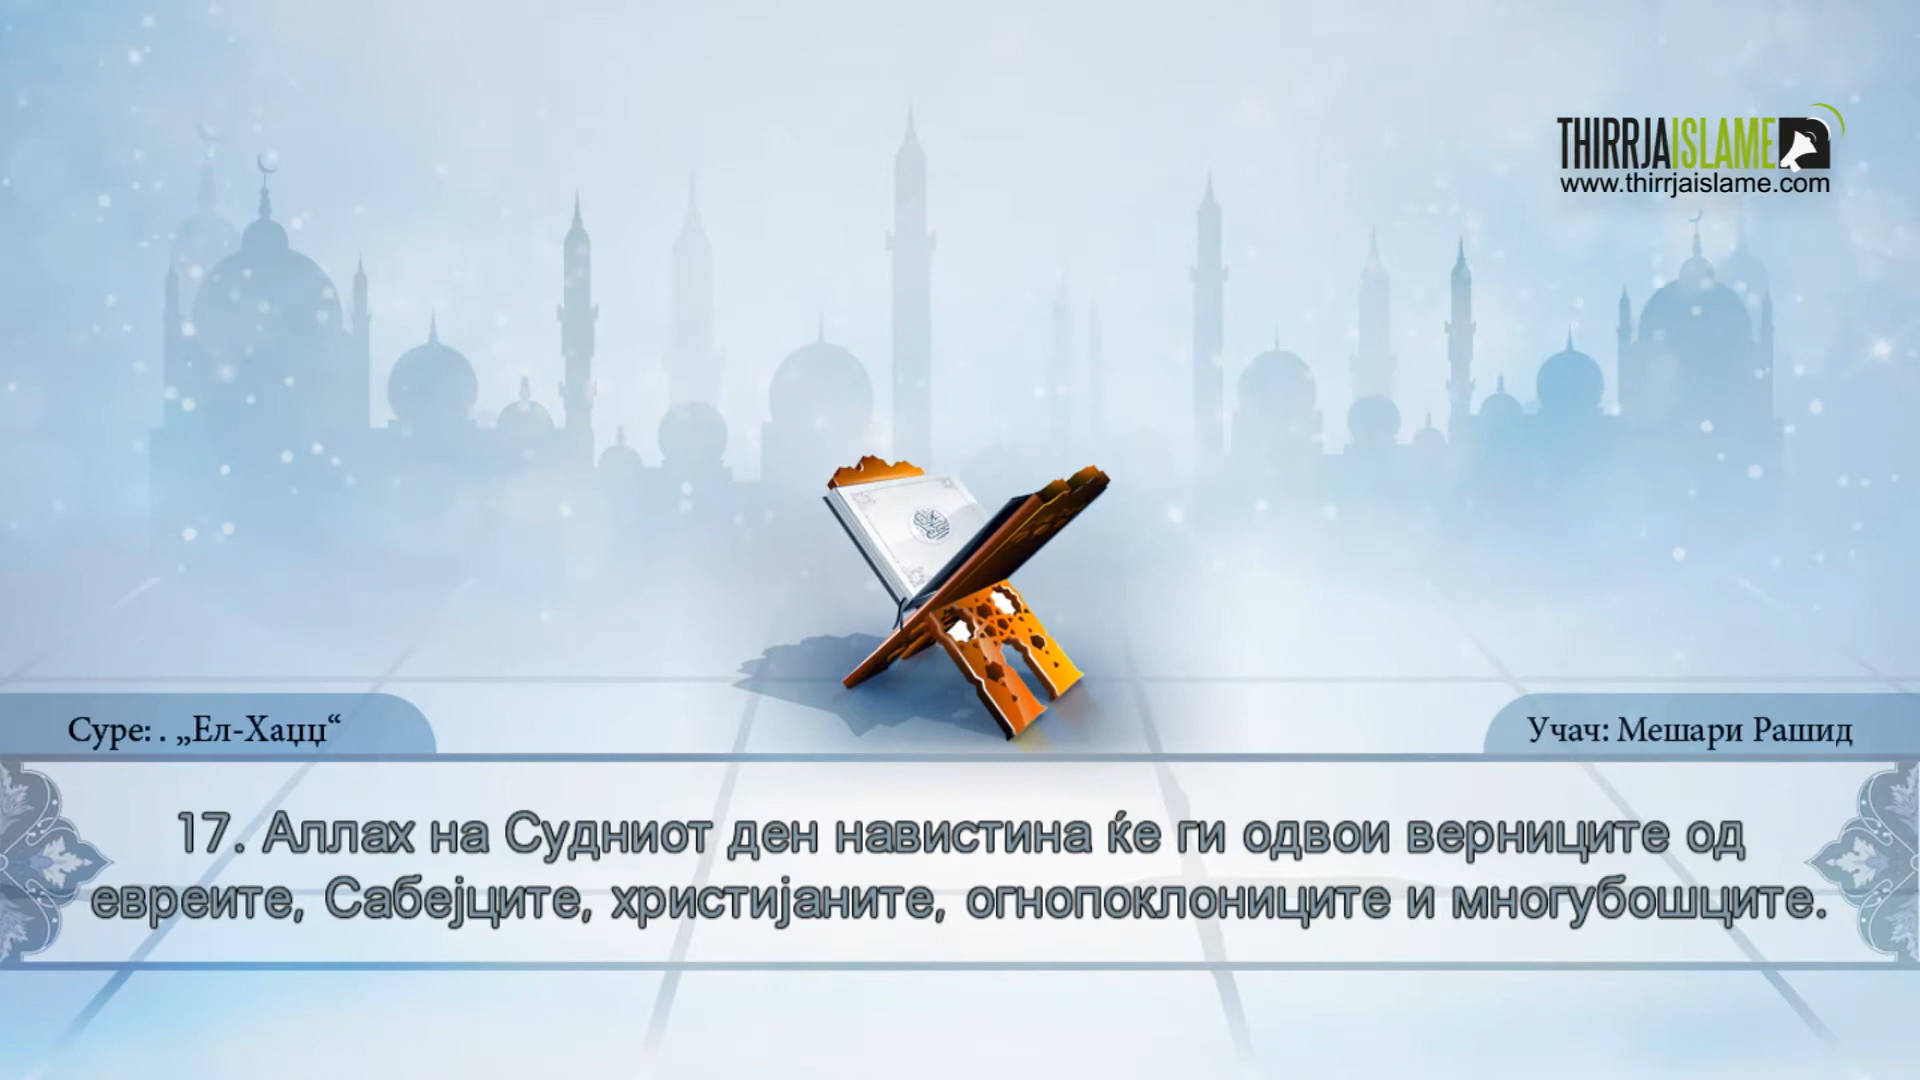 THIRRJAISLAME
www.thirrjaislame.com
Суре: . „Ел-Хаџџ“
Учач: Мешари Рашид
17. Аллах на Судниот ден навистина ќе ги одвои верниците од
евреите, Сабејците, христијаните, огнопоклониците и многубошците.